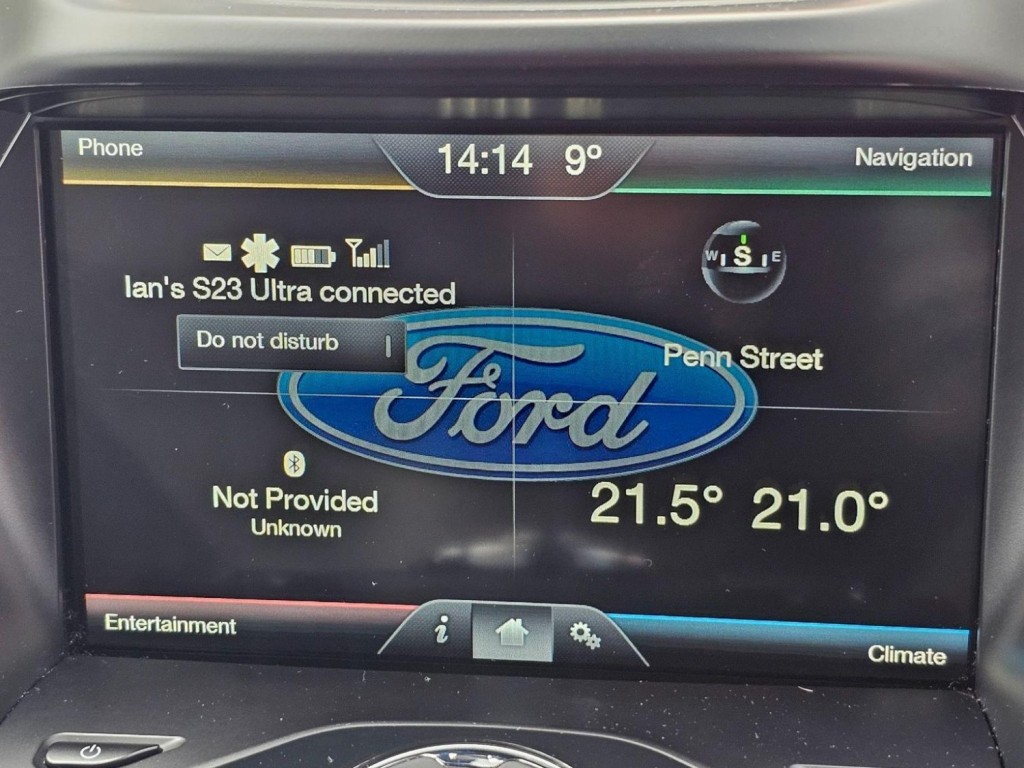 Phone
14:14 9°
Navigation
W S E
Ian's S23 Ultra connected
Do not disturb
Ford
Penn Street
Not Provided
Unknown
21.5° 21.0°
Entertainment
i
Climate